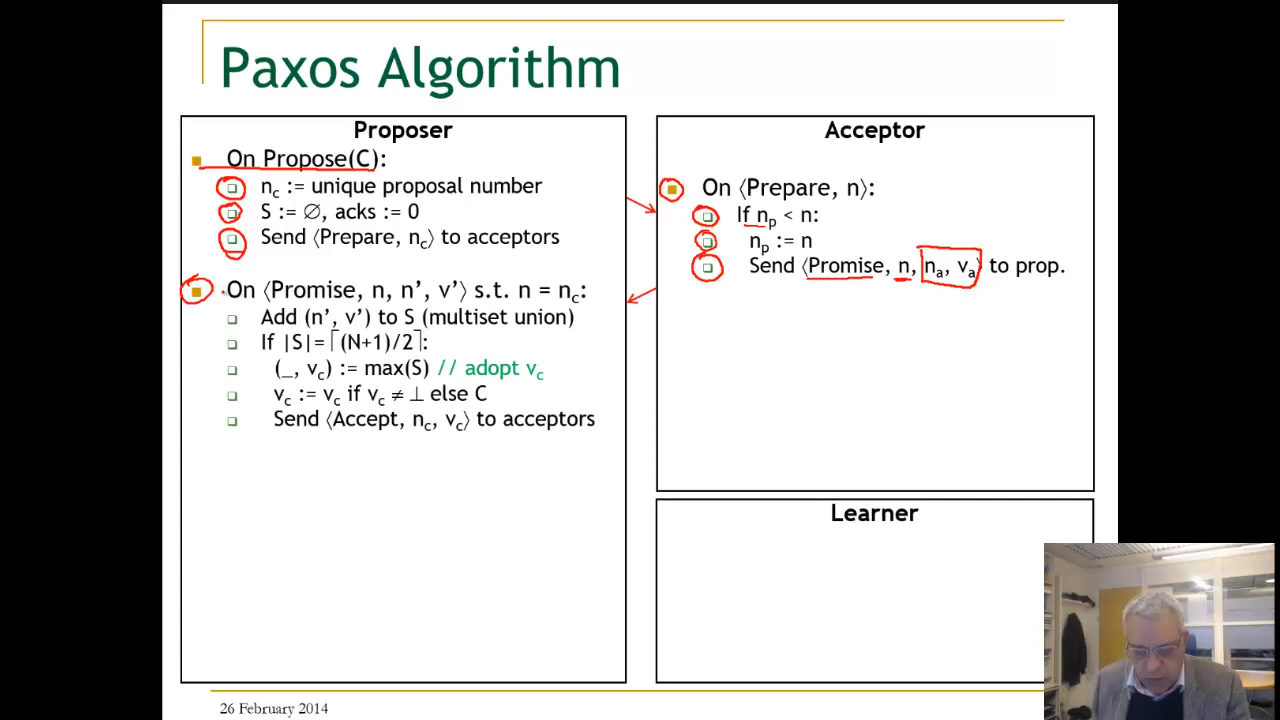 Paxos Algorithm
Proposer
On Propose(C):
n_c := unique proposal number
S := ∅, acks := 0
Send ⟨Prepare, n_c⟩ to acceptors
On ⟨Promise, n, n’, v’⟩ s.t. n = n_c:
Add (n’, v’) to S (multiset union)
If |S|=⌈(N+1)/2⌉:
(_, v_c) := max(S) // adopt v_c
v_c := v_c if v_c ≠ ⊥ else C
Send ⟨Accept, n_c, v_c⟩ to acceptors
Acceptor
On ⟨Prepare, n⟩:
If n_p < n:
n_p := n
Send ⟨Promise, n, n_a, v_a⟩ to prop.
Learner
26 February 2014